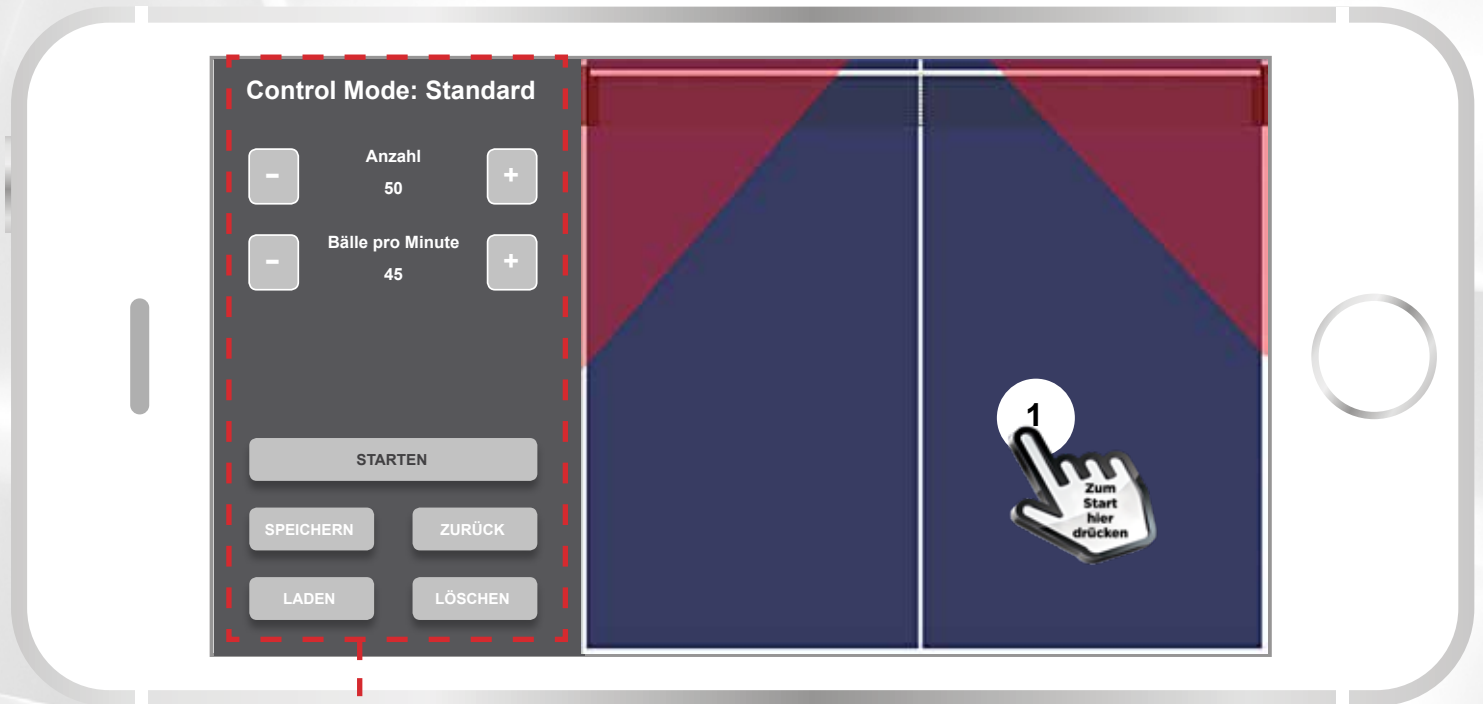 Control Mode: Standard
- Anzahl +
50
- Bälle pro Minute +
45
STARTEN
SPEICHERN ZURÜCK
LADEN LÖSCHEN
1
Zum
Start
hier
drücken